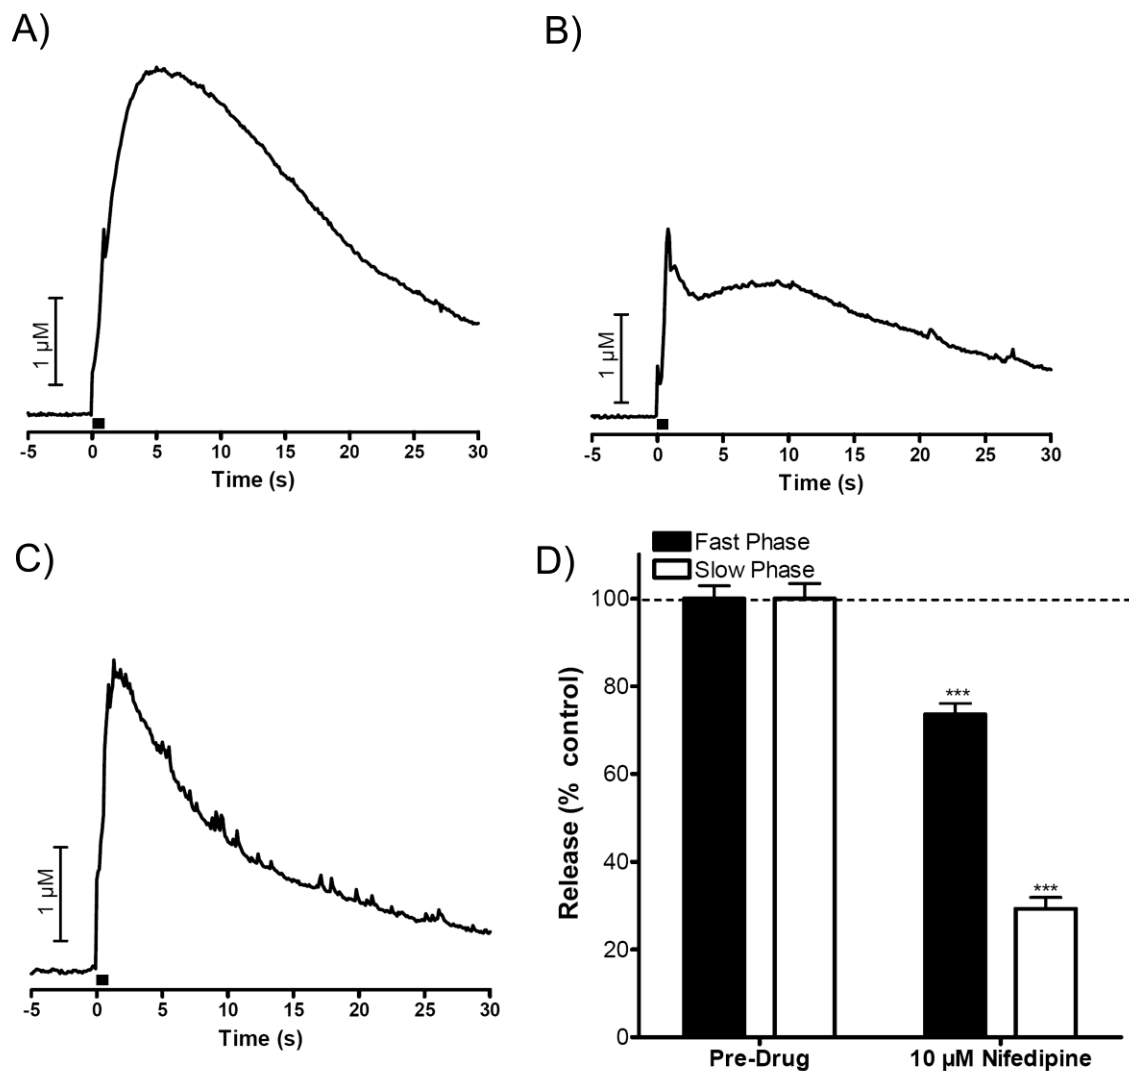 A)
1 µM
-5 0 5 10 15 20 25 30
Time (s)
B)
1 µM
-5 0 5 10 15 20 25 30
Time (s)
C)
1 µM
-5 0 5 10 15 20 25 30
Time (s)
D)
Fast Phase
Slow Phase
Release (% control)
100
80
60
40
20
0
***
***
Pre-Drug 10 µM Nifedipine